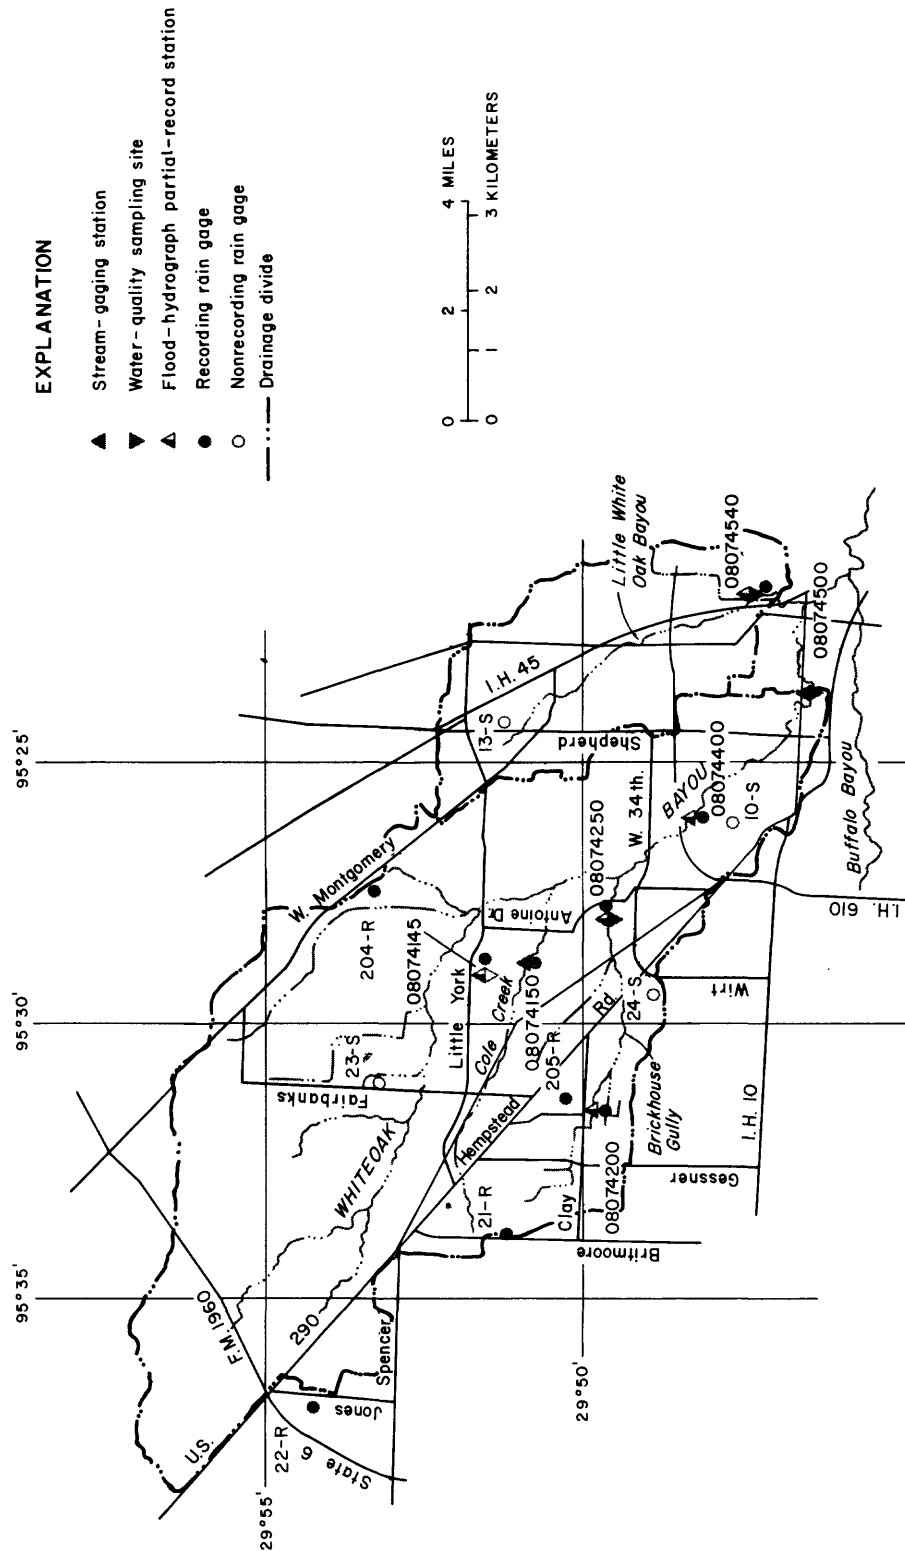 EXPLANATION
Stream-gaging station
Water-quality sampling site
Flood-hydrograph partial-record station
Recording rain gage
Nonrecording rain gage
Drainage divide
0 2 4 MILES
0 1 2 3 KILOMETERS
95°35'
95°30'
95°25'
29°55'
29°50'
U.S.
290
F.M. 1960
22-R
State 6
Jones
Spencer
WHITEOAK
BAYOU
Fairbanks
23-S
204-R
W. Montgomery
08074145
Little York
Antoine Dr.
Cole Creek
08074150
205-R
Hempstead Rd
21-R
Clay
Brittmoore
08074200
Gessner
Brickhouse
Gully
24-S
Wirt
I.H. 10
08074250
W. 34th.
08074400
10-S
I.H. 610
Buffalo Bayou
13-S
Shepherd
I.H. 45
Little White
Oak Bayou
08074540
08074500